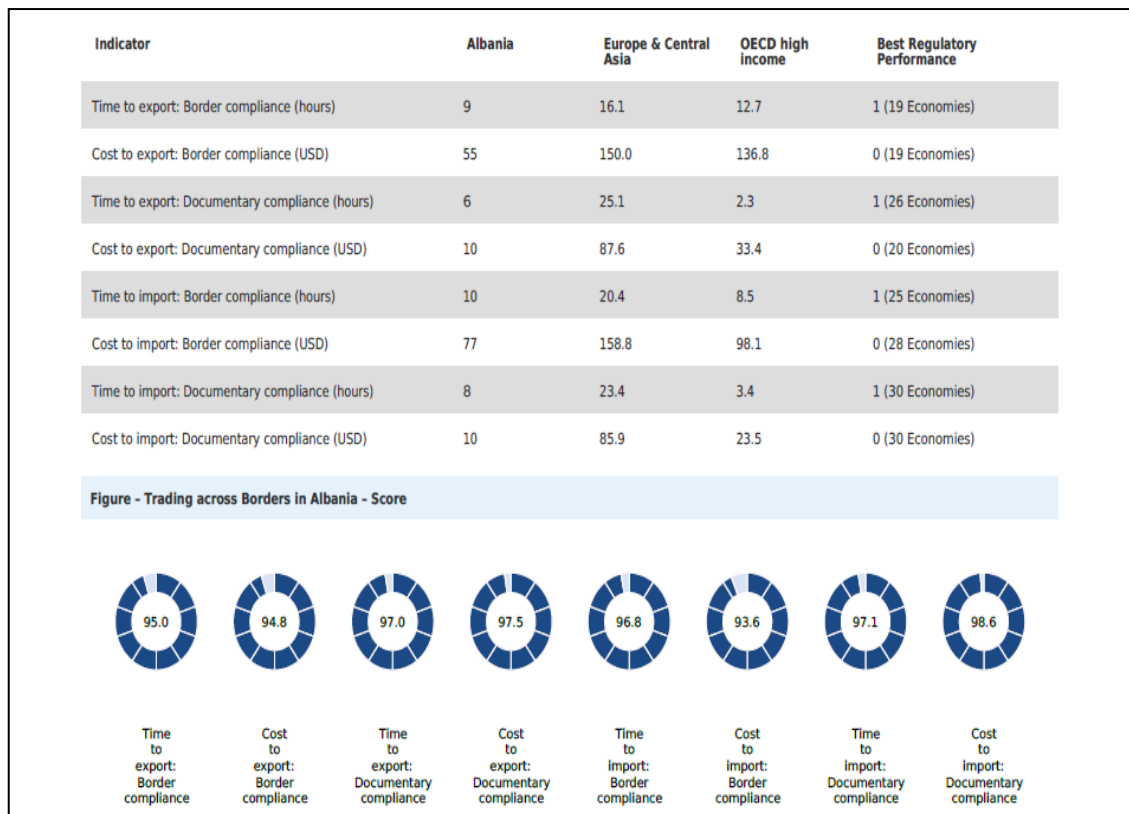 Indicator Albania Europe & Central Asia OECD high income Best Regulatory Performance
Time to export: Border compliance (hours) 9 16.1 12.7 1 (19 Economies)
Cost to export: Border compliance (USD) 55 150.0 136.8 0 (19 Economies)
Time to export: Documentary compliance (hours) 6 25.1 2.3 1 (26 Economies)
Cost to export: Documentary compliance (USD) 10 87.6 33.4 0 (20 Economies)
Time to import: Border compliance (hours) 10 20.4 8.5 1 (25 Economies)
Cost to import: Border compliance (USD) 77 158.8 98.1 0 (28 Economies)
Time to import: Documentary compliance (hours) 8 23.4 3.4 1 (30 Economies)
Cost to import: Documentary compliance (USD) 10 85.9 23.5 0 (30 Economies)
Figure – Trading across Borders in Albania – Score
95.0 94.8 97.0 97.5 96.8 93.6 97.1 98.6
Time Cost Time Cost Time Cost Time Cost
to to to to to to to to
export: export: export: export: import: import: import: import:
Border Border Documentary Documentary Border Border Documentary Documentary
compliance compliance compliance compliance compliance compliance compliance compliance